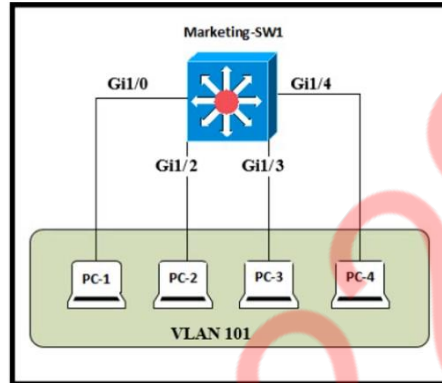 Marketing-SW1
Gi1/0
Gi1/4
Gi1/2
Gi1/3
PC-1
PC-2
PC-3
PC-4
VLAN 101